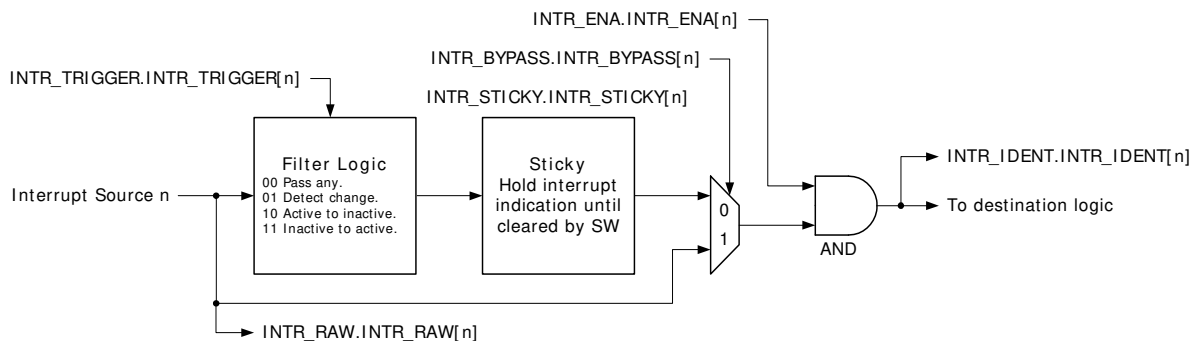 INTR_ENA.INTR_ENA[n]
INTR_BYPASS.INTR_BYPASS[n]
INTR_TRIGGER.INTR_TRIGGER[n]
INTR_STICKY.INTR_STICKY[n]
Filter Logic
00 Pass any.
01 Detect change.
10 Active to inactive.
11 Inactive to active.
Sticky
Hold interrupt
indication until
cleared by SW
Interrupt Source n
0
1
AND
INTR_IDENT.INTR_IDENT[n]
To destination logic
INTR_RAW.INTR_RAW[n]